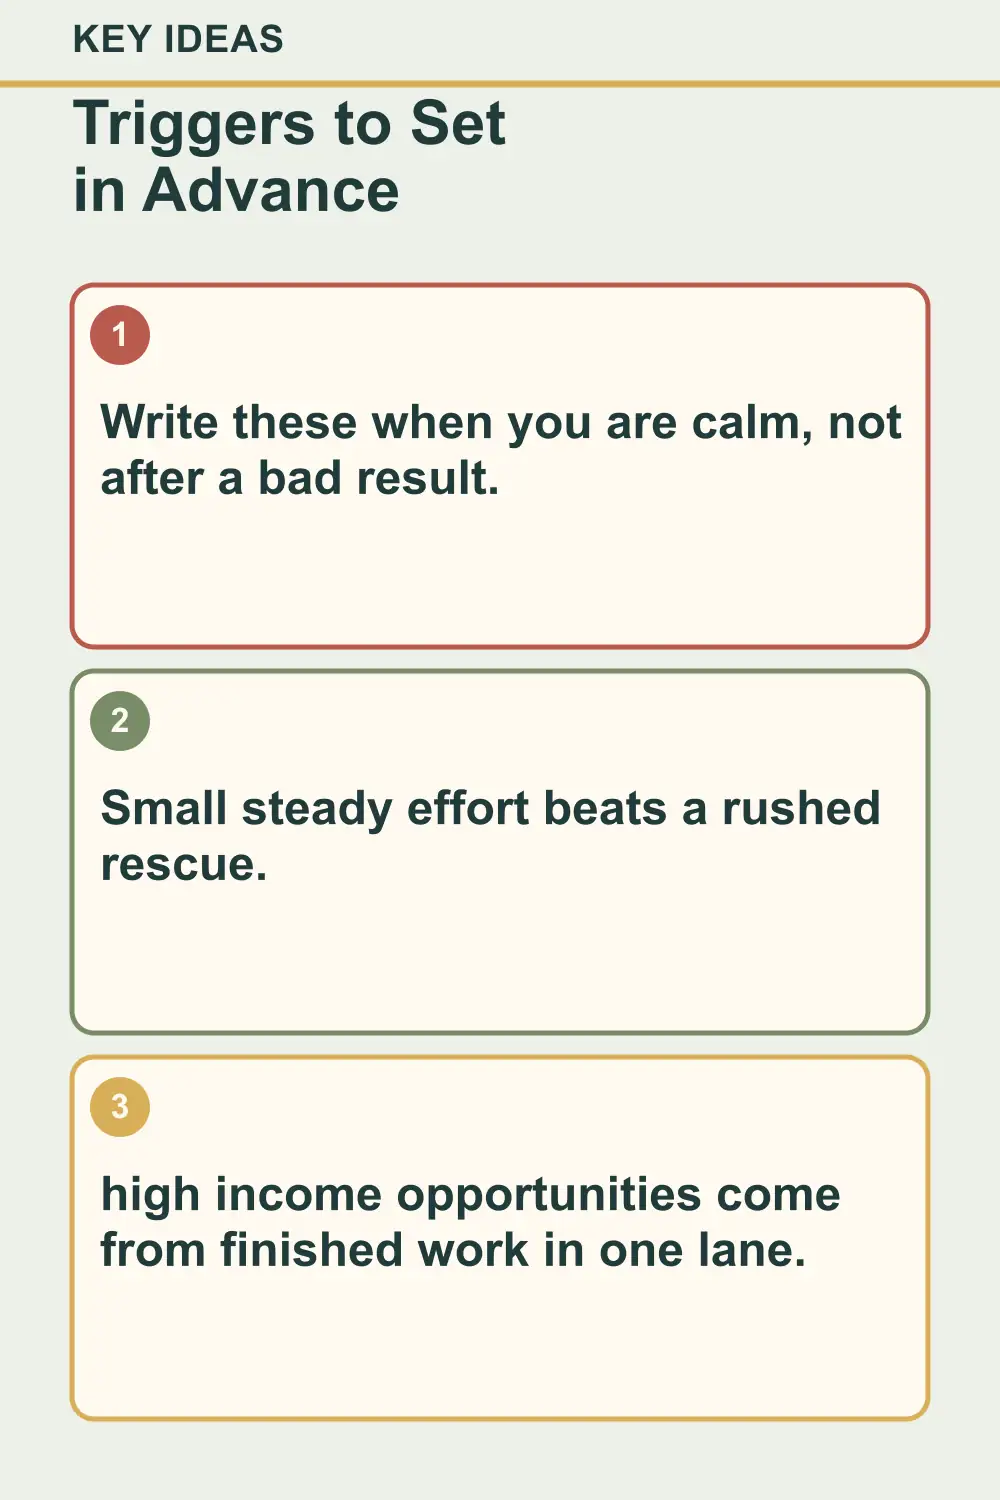 KEY IDEAS
Triggers to Set
in Advance
1
Write these when you are calm, not
after a bad result.
2
Small steady effort beats a rushed
rescue.
3
high income opportunities come
from finished work in one lane.